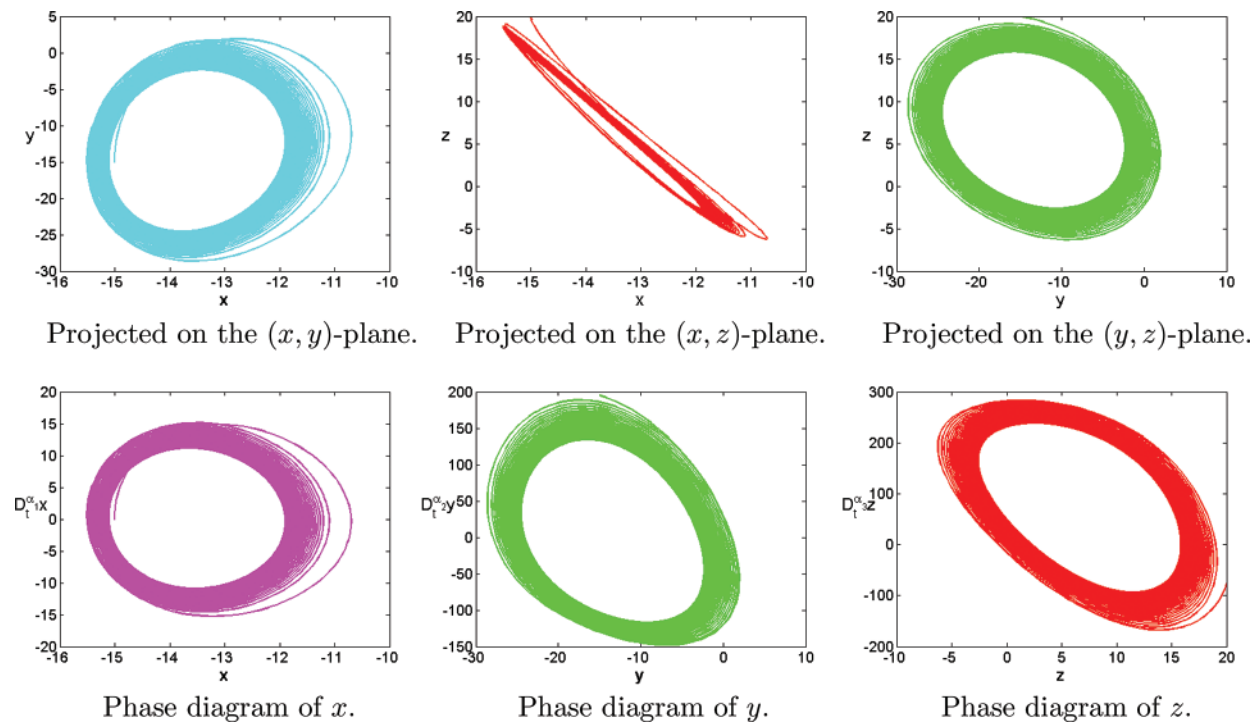 5
0
-5
y
-10
-15
-20
-25
-30
-16 -15 -14 -13 -12 -11 -10
x
Projected on the (x, y)-plane.
20
15
10
z
5
0
-5
-10
-16 -15 -14 -13 -12 -11 -10
x
Projected on the (x, z)-plane.
20
15
10
z
5
0
-5
-10
-30 -20 -10 0 10
y
Projected on the (y, z)-plane.
20
15
10
5
D_t^{α_1}x
0
-5
-10
-15
-20
-16 -15 -14 -13 -12 -11 -10
x
Phase diagram of x.
200
150
100
D_t^{α_2}y
50
0
-50
-100
-150
-30 -20 -10 0 10
y
Phase diagram of y.
300
200
100
D_t^{α_3}z
0
-100
-200
-10 -5 0 5 10 15 20
z
Phase diagram of z.